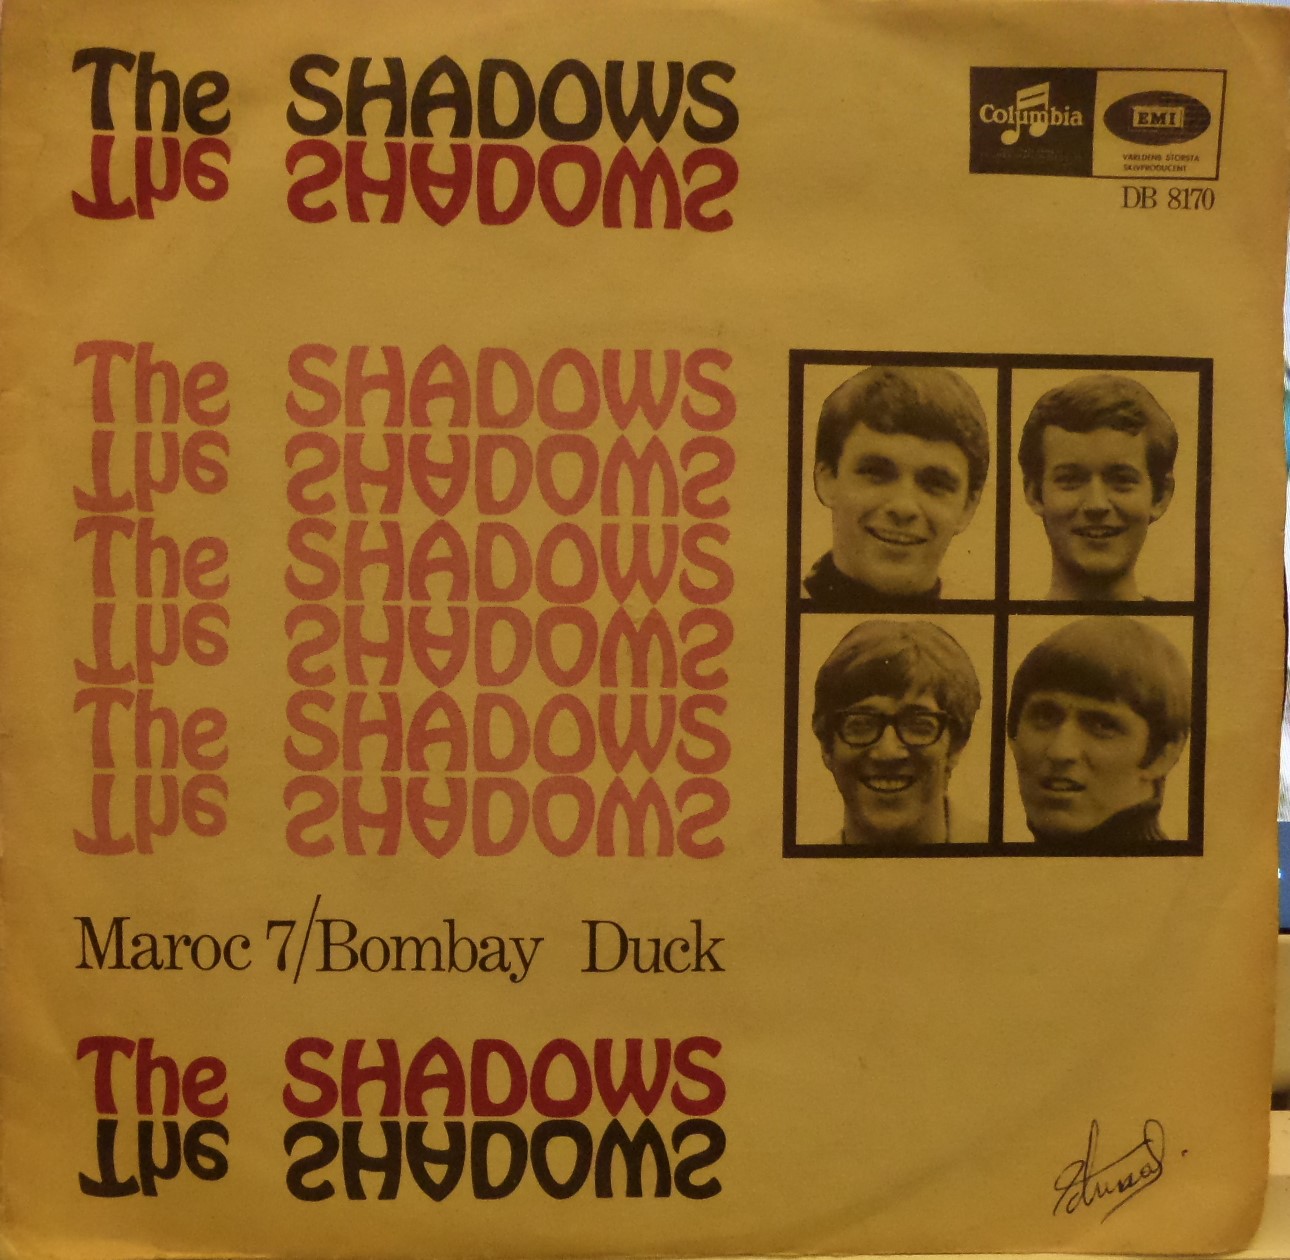 The SHADOWS
The SHADOWS
Columbia
EMI
VÄRLDENS STÖRSTA
SKIVPRODUCENT
DB 8170
The SHADOWS
The SHADOWS
The SHADOWS
The SHADOWS
The SHADOWS
The SHADOWS
Maroc 7/Bombay Duck
The SHADOWS
The SHADOWS